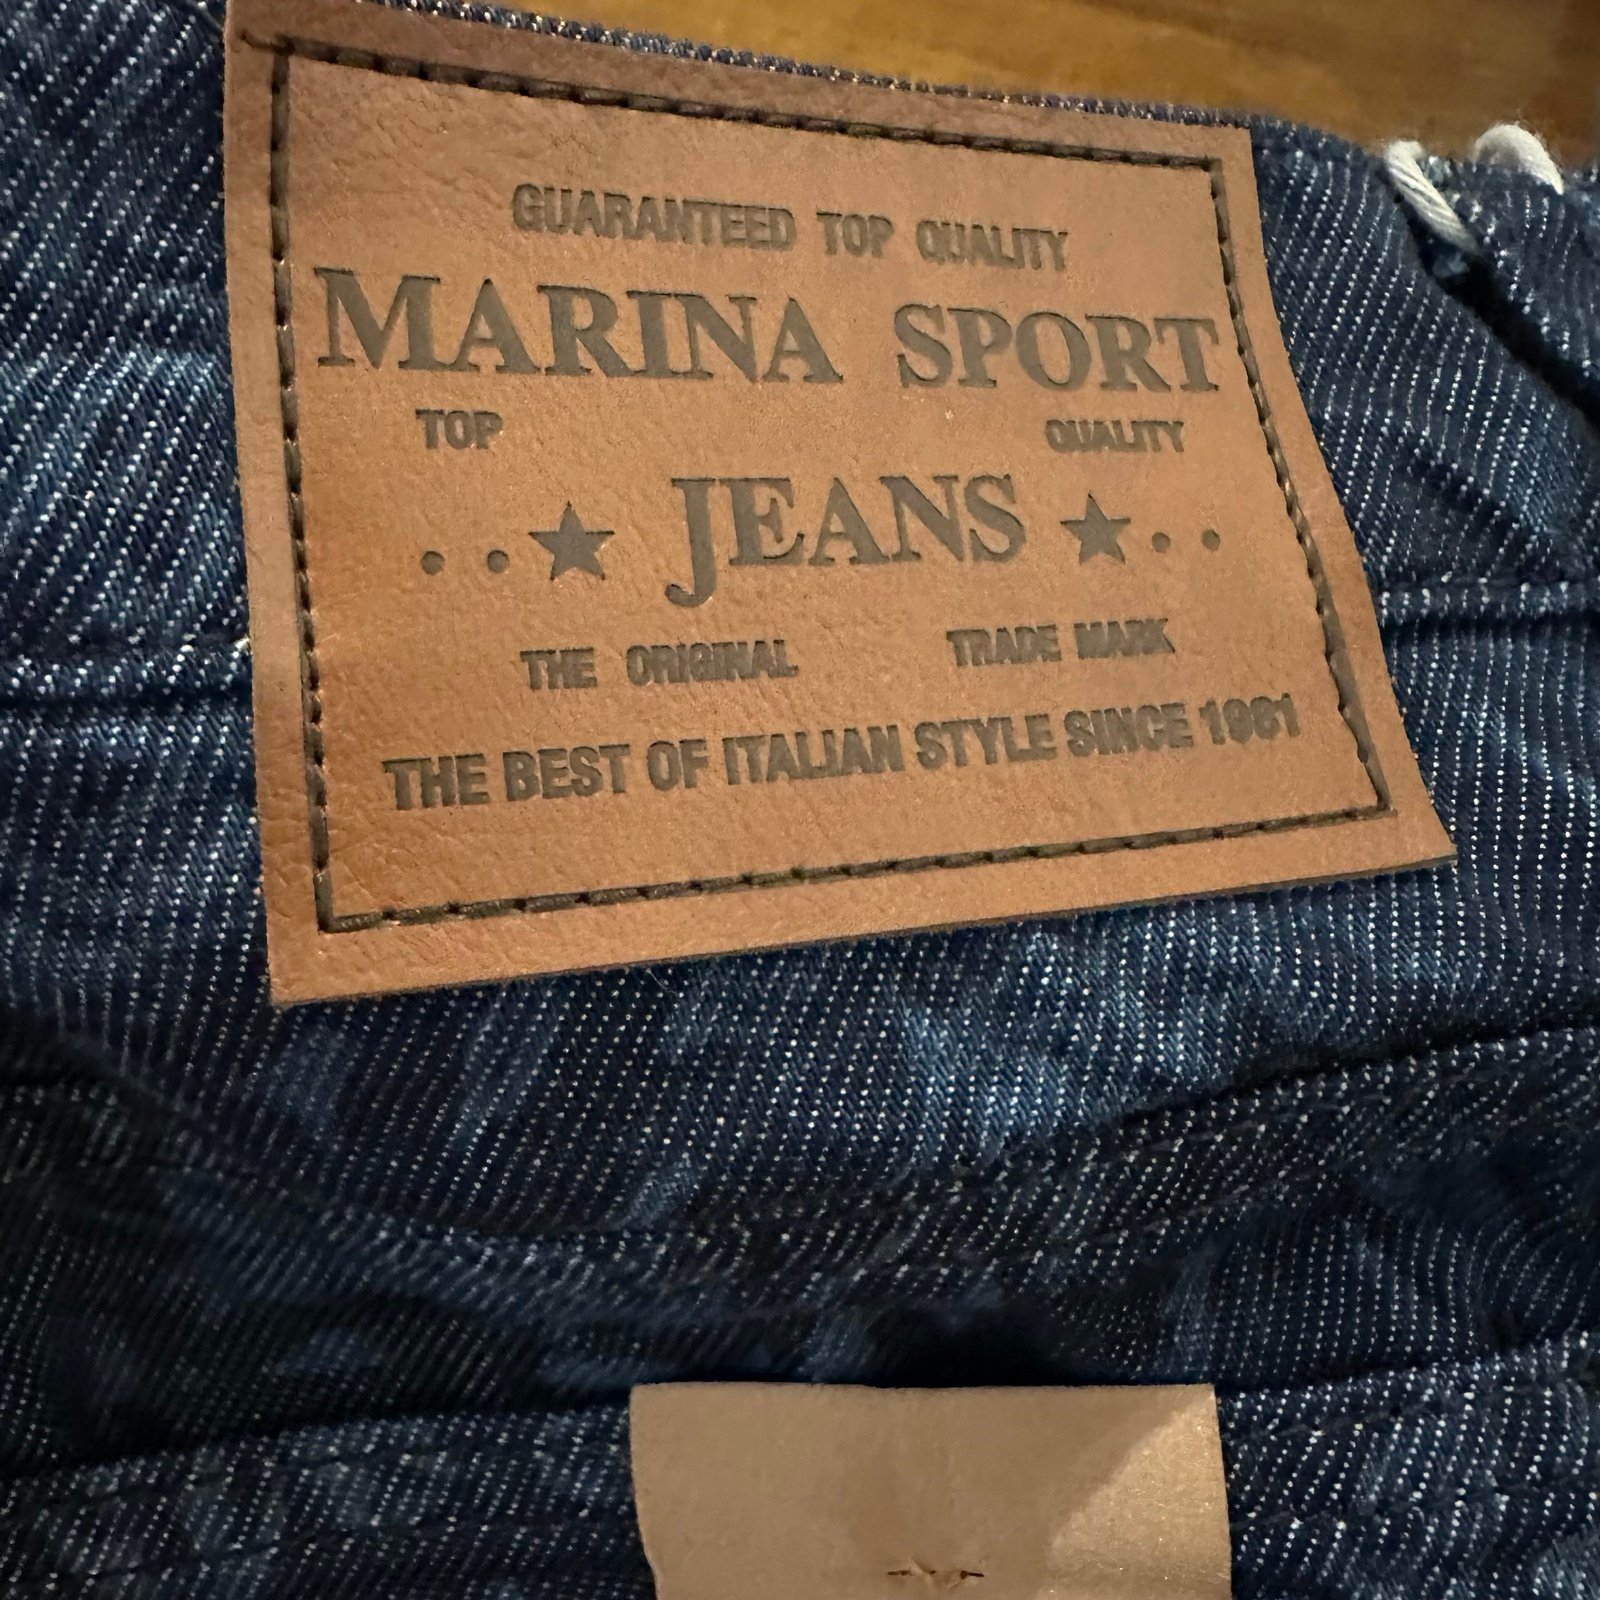 GUARANTEED TOP QUALITY
MARINA SPORT
TOP QUALITY
JEANS
THE ORIGINAL TRADE MARK
THE BEST OF ITALIAN STYLE SINCE 1981